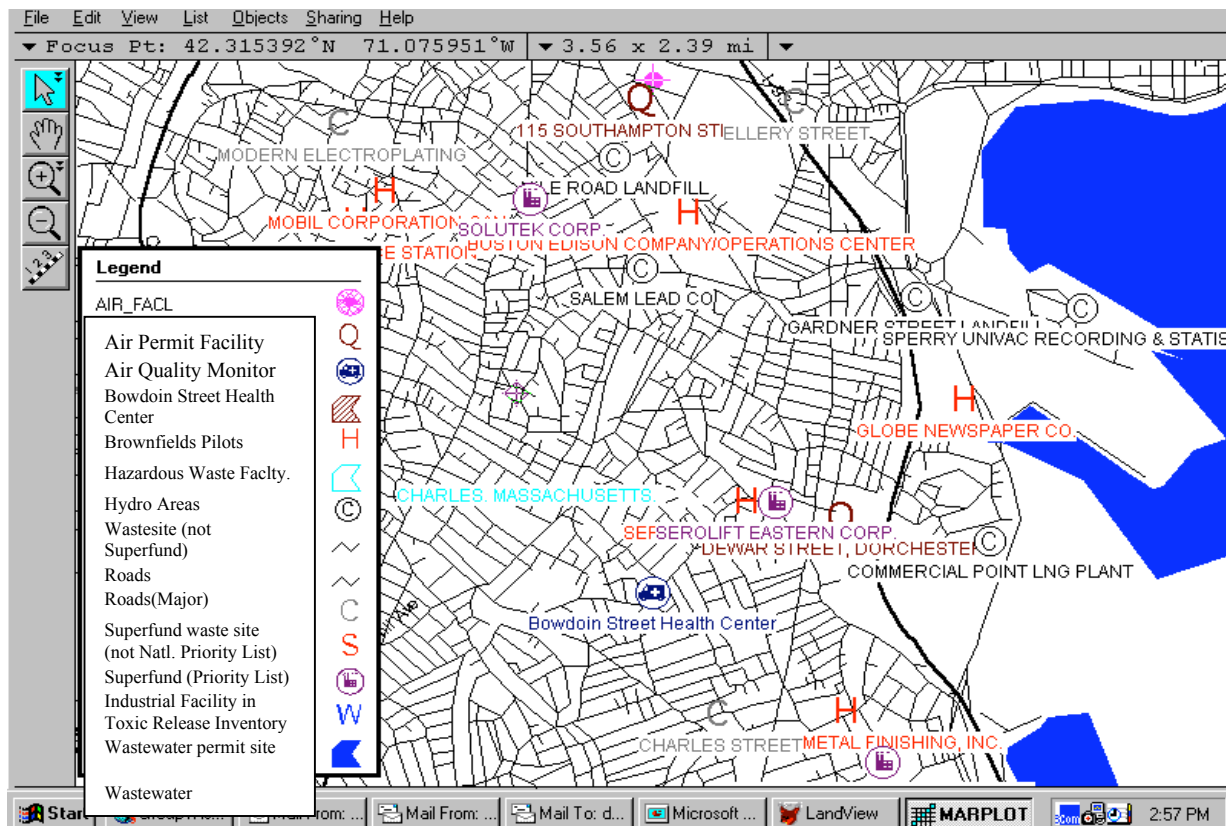 File Edit View List Objects Sharing Help
Focus Pt: 42.315392°N 71.075951°W 3.56 x 2.39 mi
115 SOUTHAMPTON ST
ELLERY STREET
C
Q
C
MODERN ELECTROPLATING
C
LE ROAD LANDFILL
H
H
MOBIL CORPORATION
SOLUTEK CORP.
BOSTON EDISON COMPANY/OPERATIONS CENTER
E STATION
C
SALEM LEAD CO
C
C
GARDNER STREET LANDFILL
SPERRY UNIVAC RECORDING & STATIS
H
GLOBE NEWSPAPER CO.
CHARLES. MASSACHUSETTS.
H
SEROLIFT EASTERN CORP.
DEWAR STREET, DORCHESTER
C
COMMERCIAL POINT LNG PLANT
Bowdoin Street Health Center
Ave
C
H
CHARLES STREET
METAL FINISHING, INC.
Legend
AIR_FACL
Air Permit Facility Q
Air Quality Monitor
Bowdoin Street Health
Center
Brownfields Pilots H
Hazardous Waste Faclty.
Hydro Areas C
Wastesite (not
Superfund)
Roads
Roads(Major) C
Superfund waste site
(not Natl. Priority List) S
Superfund (Priority List)
Industrial Facility in
Toxic Release Inventory W
Wastewater permit site
Wastewater
Start Mail From: ... Mail From: ... Mail To: d... Microsoft ... LandView MARPLOT 3Com 2:57 PM